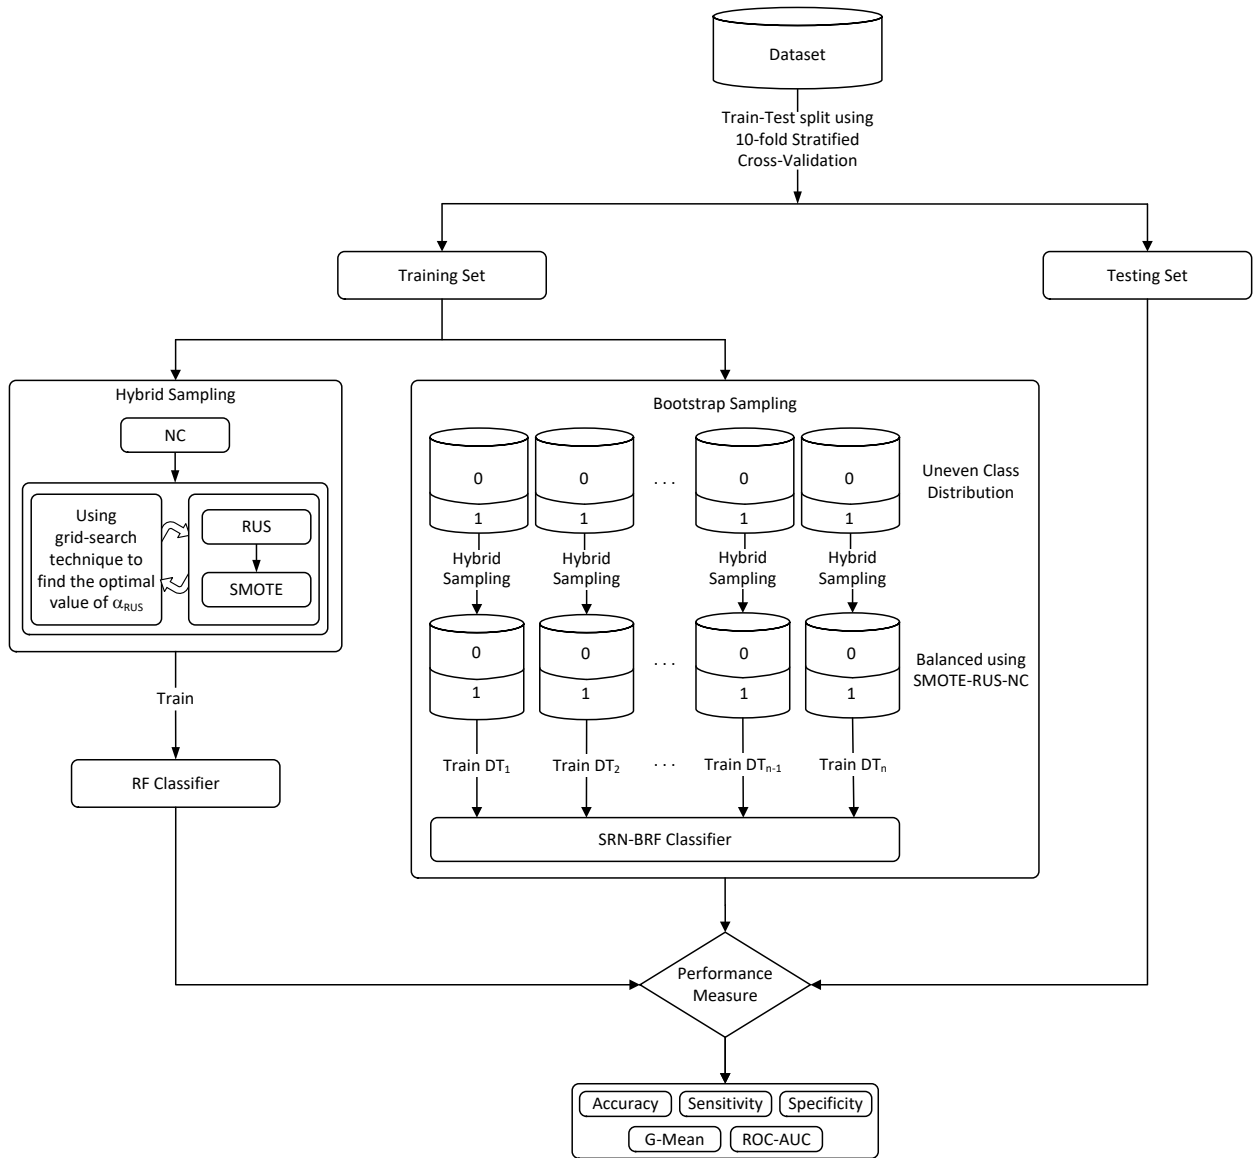 Dataset
Train-Test split using
10-fold Stratified
Cross-Validation
Training Set
Testing Set
Hybrid Sampling
NC
Using
grid-search
technique to
find the optimal
value of αRUS
RUS
SMOTE
Train
RF Classifier
Bootstrap Sampling
0 0 . . . 0 0
1 1 1 1
Uneven Class
Distribution
Hybrid
Sampling
Hybrid
Sampling
Hybrid
Sampling
Hybrid
Sampling
0 0 . . . 0 0
1 1 1 1
Balanced using
SMOTE-RUS-NC
Train DT1 Train DT2 . . . Train DTn-1 Train DTn
SRN-BRF Classifier
Performance
Measure
Accuracy Sensitivity Specificity
G-Mean ROC-AUC